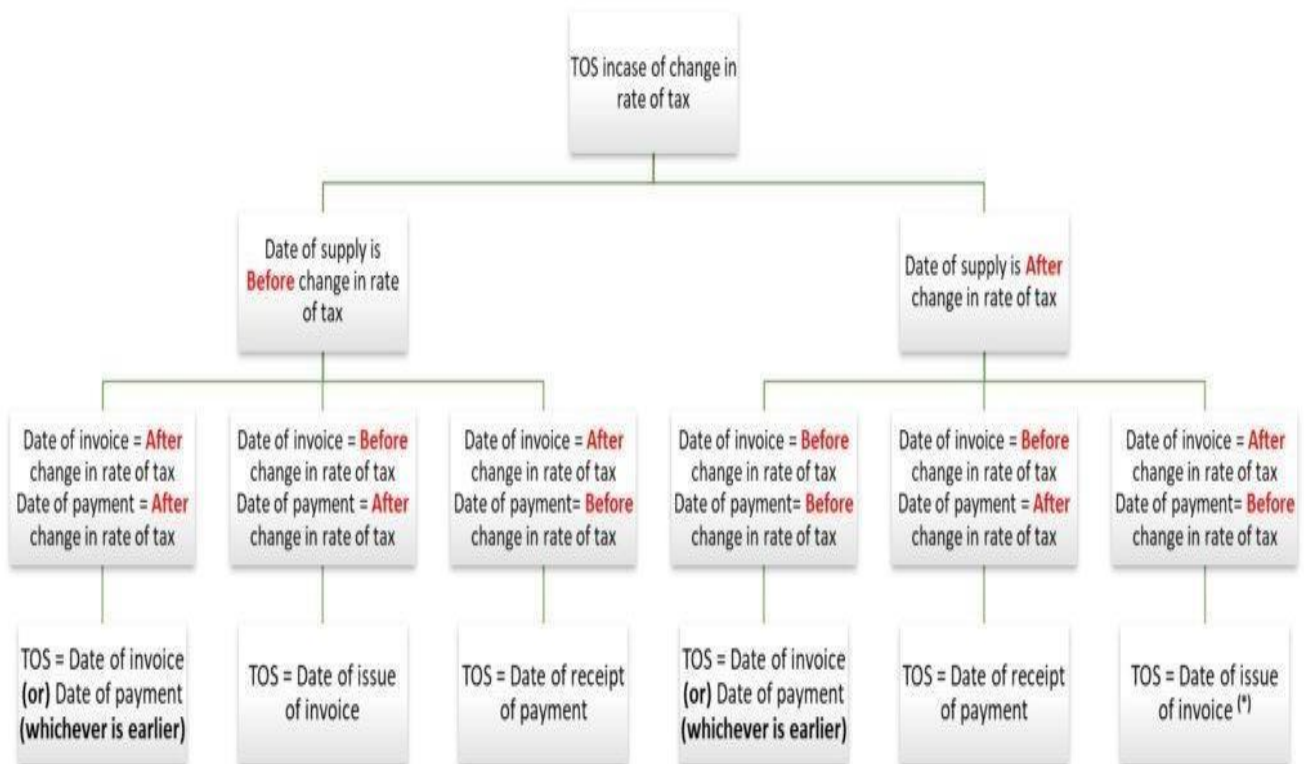 TOS incase of change in
rate of tax
Date of supply is
Before change in rate
of tax
Date of supply is After
change in rate of tax
Date of invoice = After
change in rate of tax
Date of payment = After
change in rate of tax
Date of invoice = Before
change in rate of tax
Date of payment = After
change in rate of tax
Date of invoice = After
change in rate of tax
Date of payment= Before
change in rate of tax
Date of invoice = Before
change in rate of tax
Date of payment= Before
change in rate of tax
Date of invoice = Before
change in rate of tax
Date of payment = After
change in rate of tax
Date of invoice = After
change in rate of tax
Date of payment= Before
change in rate of tax
TOS = Date of invoice
(or) Date of payment
(whichever is earlier)
TOS = Date of issue
of invoice
TOS = Date of receipt
of payment
TOS = Date of invoice
(or) Date of payment
(whichever is earlier)
TOS = Date of receipt
of payment
TOS = Date of issue
of invoice (*)